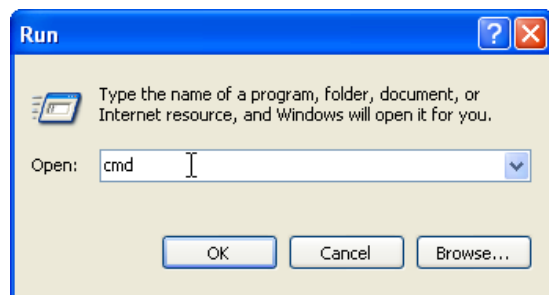 Run
Type the name of a program, folder, document, or
Internet resource, and Windows will open it for you.
Open: cmd
OK Cancel Browse...